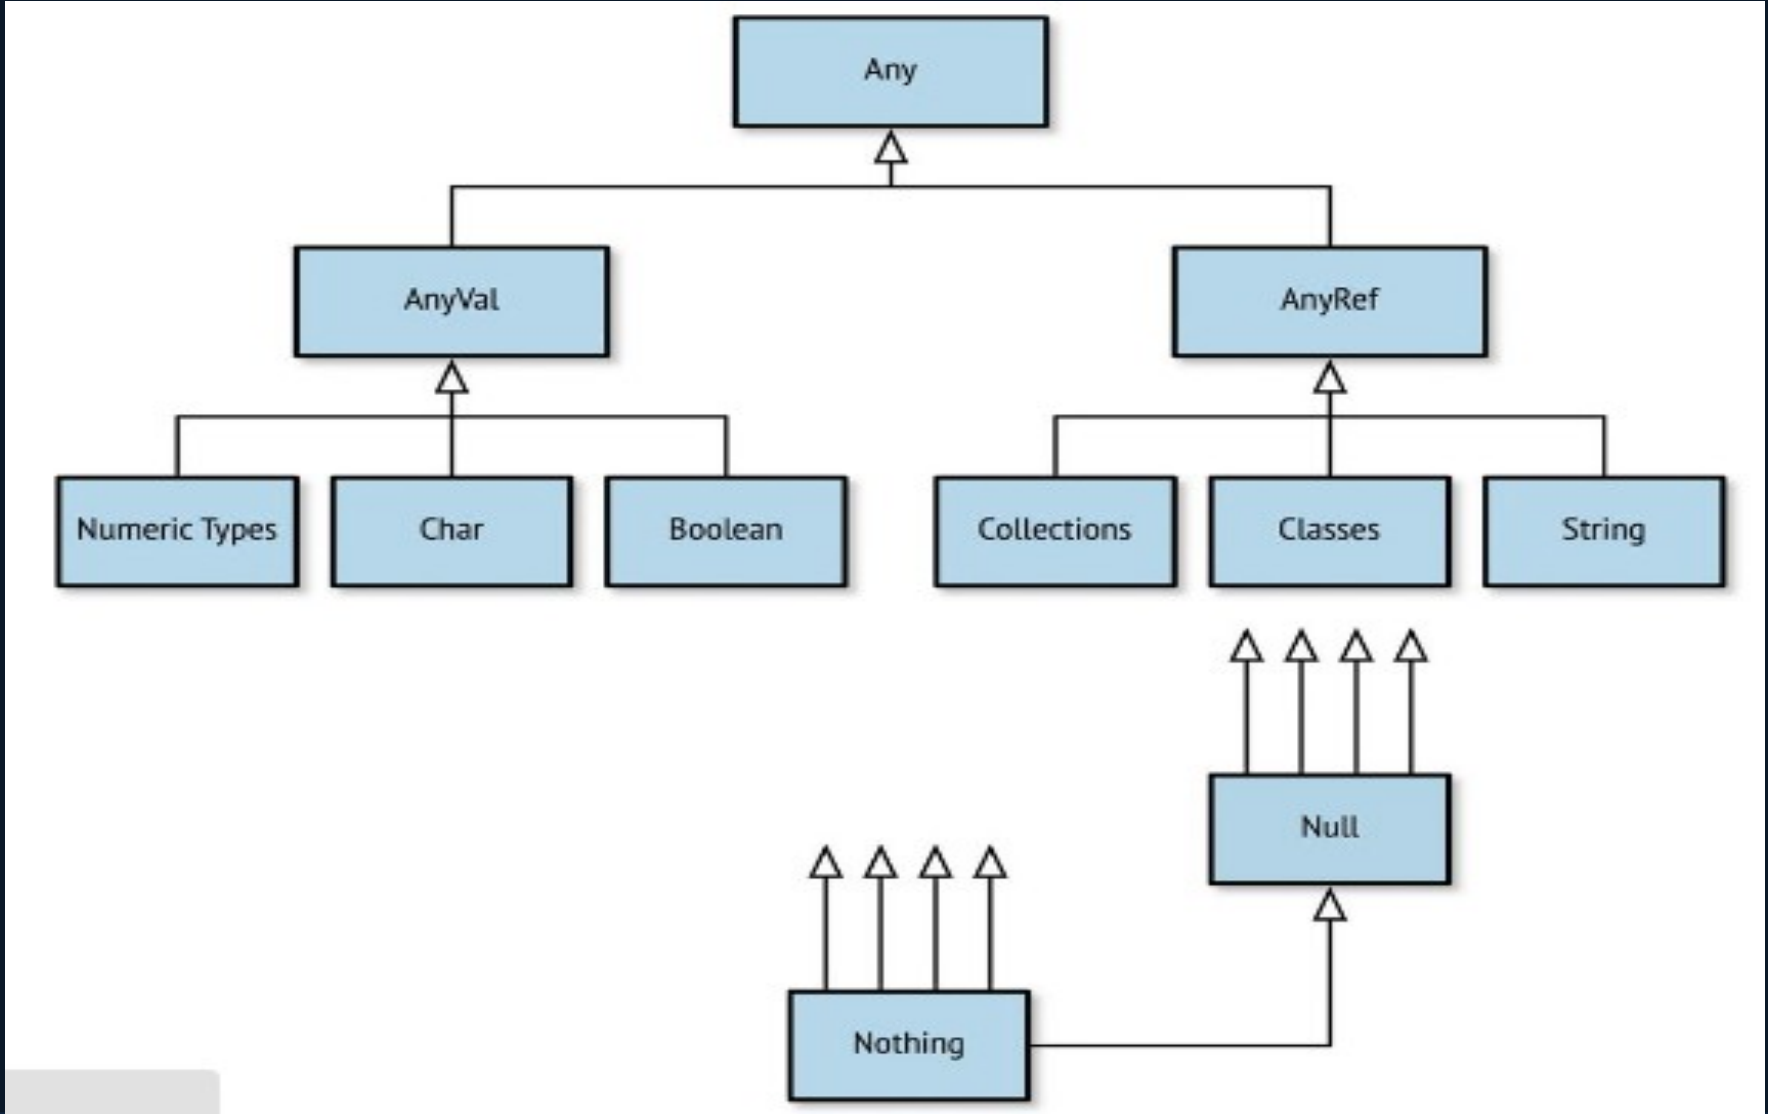 Any
AnyVal
AnyRef
Numeric Types
Char
Boolean
Collections
Classes
String
Null
Nothing